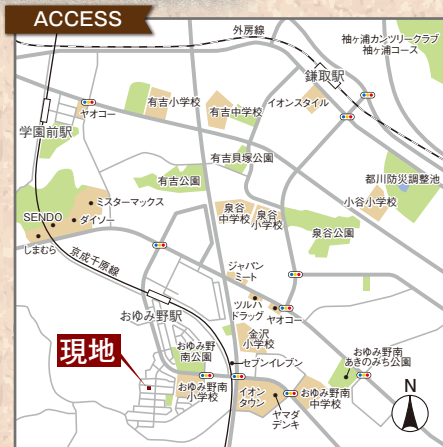 ACCESS
外房線
袖ヶ浦カンツリークラブ
袖ヶ浦コース
鎌取駅
有吉小学校
有吉中学校
イオンスタイル
ヤオコー
学園前駅
有吉貝塚公園
都川防災調整池
有吉公園
小谷小学校
ミスターマックス
泉谷
中学校
泉谷
小学校
SENDO
ダイソー
泉谷公園
しまむら
京成千原線
ジャパン
ミート
ツルハ
ドラッグ
ヤオコー
おゆみ野駅
金沢
小学校
おゆみ野
南公園
現地
セブンイレブン
おゆみ野南
あきのみち公園
おゆみ野南
小学校
イオン
タウン
ヤマダ
デンキ
おゆみ野南
中学校
N